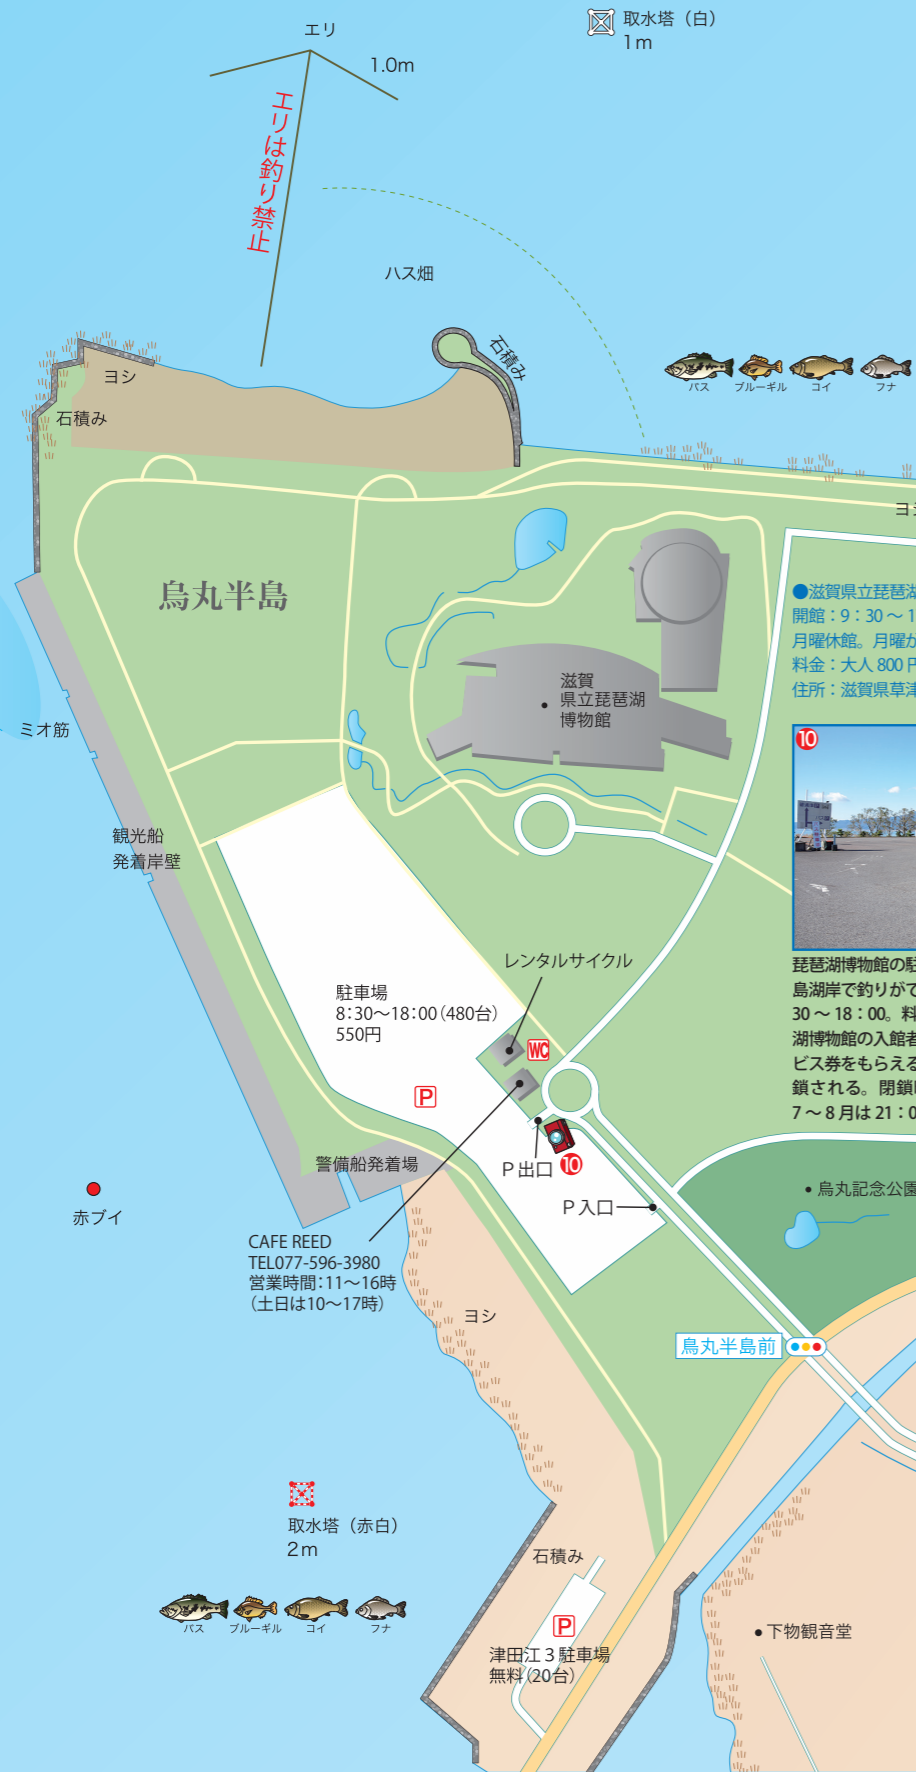 取水塔（白）
1m
エリ
1.0m
エリは釣り禁止
ハス畑
石積み
バス
ブルーギル
コイ
フナ
ヨシ
石積み
ヨシ
烏丸半島
●滋賀県立琵琶湖
開館：9：30～1
月曜休館。月曜が
料金：大人 800 円
住所：滋賀県草津
滋賀
県立琵琶湖
博物館
ミオ筋
10
観光船
発着岸壁
レンタルサイクル
琵琶湖博物館の駐
島湖岸で釣りがで
30～18：00。料
湖博物館の入館者
ビス券をもらえる
鎖される。閉鎖
7～8月は21：0
駐車場
8:30～18:00（480台）
550円
WC
P
警備船発着場
P出口
10
P入口
烏丸記念公園
赤ブイ
CAFE REED
TEL077-596-3980
営業時間：11～16時
（土日は10～17時）
ヨシ
烏丸半島前
取水塔（赤白）
2m
石積み
バス
ブルーギル
コイ
フナ
P
津田江３駐車場
無料（20台）
下物観音堂